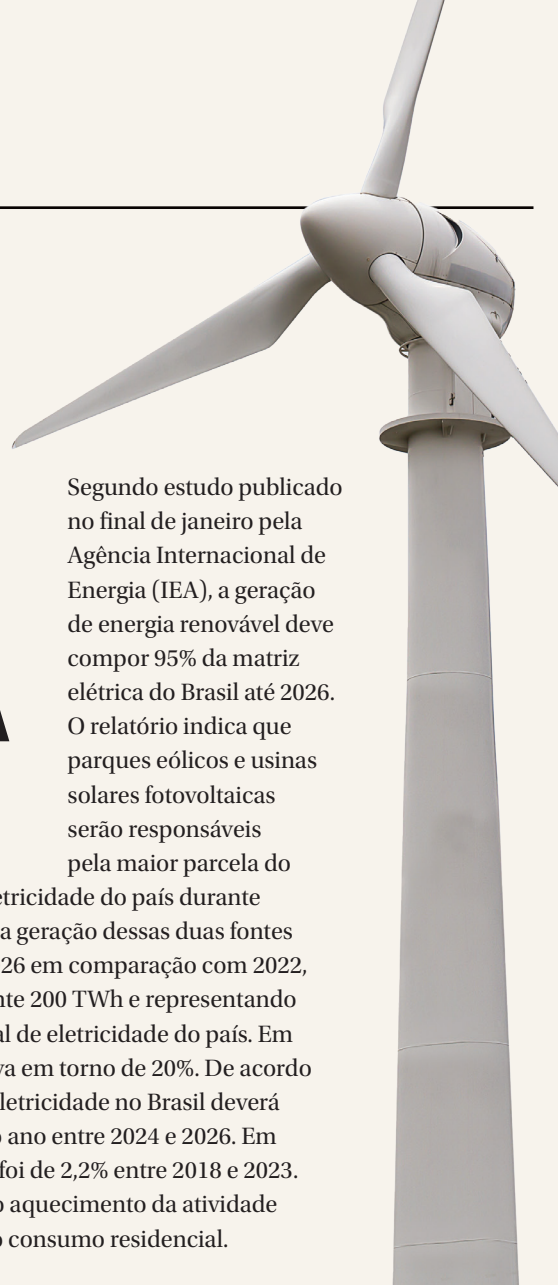 Segundo estudo publicado
no final de janeiro pela
Agência Internacional de
Energia (IEA), a geração
de energia renovável deve
compor 95% da matriz
elétrica do Brasil até 2026.
O relatório indica que
parques eólicos e usinas
solares fotovoltaicas
serão responsáveis
pela maior parcela do
etricidade do país durante
a geração dessas duas fontes
26 em comparação com 2022,
nte 200 TWh e representando
al de eletricidade do país. Em
va em torno de 20%. De acordo
letricidade no Brasil deverá
ano entre 2024 e 2026. Em
foi de 2,2% entre 2018 e 2023.
o aquecimento da atividade
o consumo residencial.